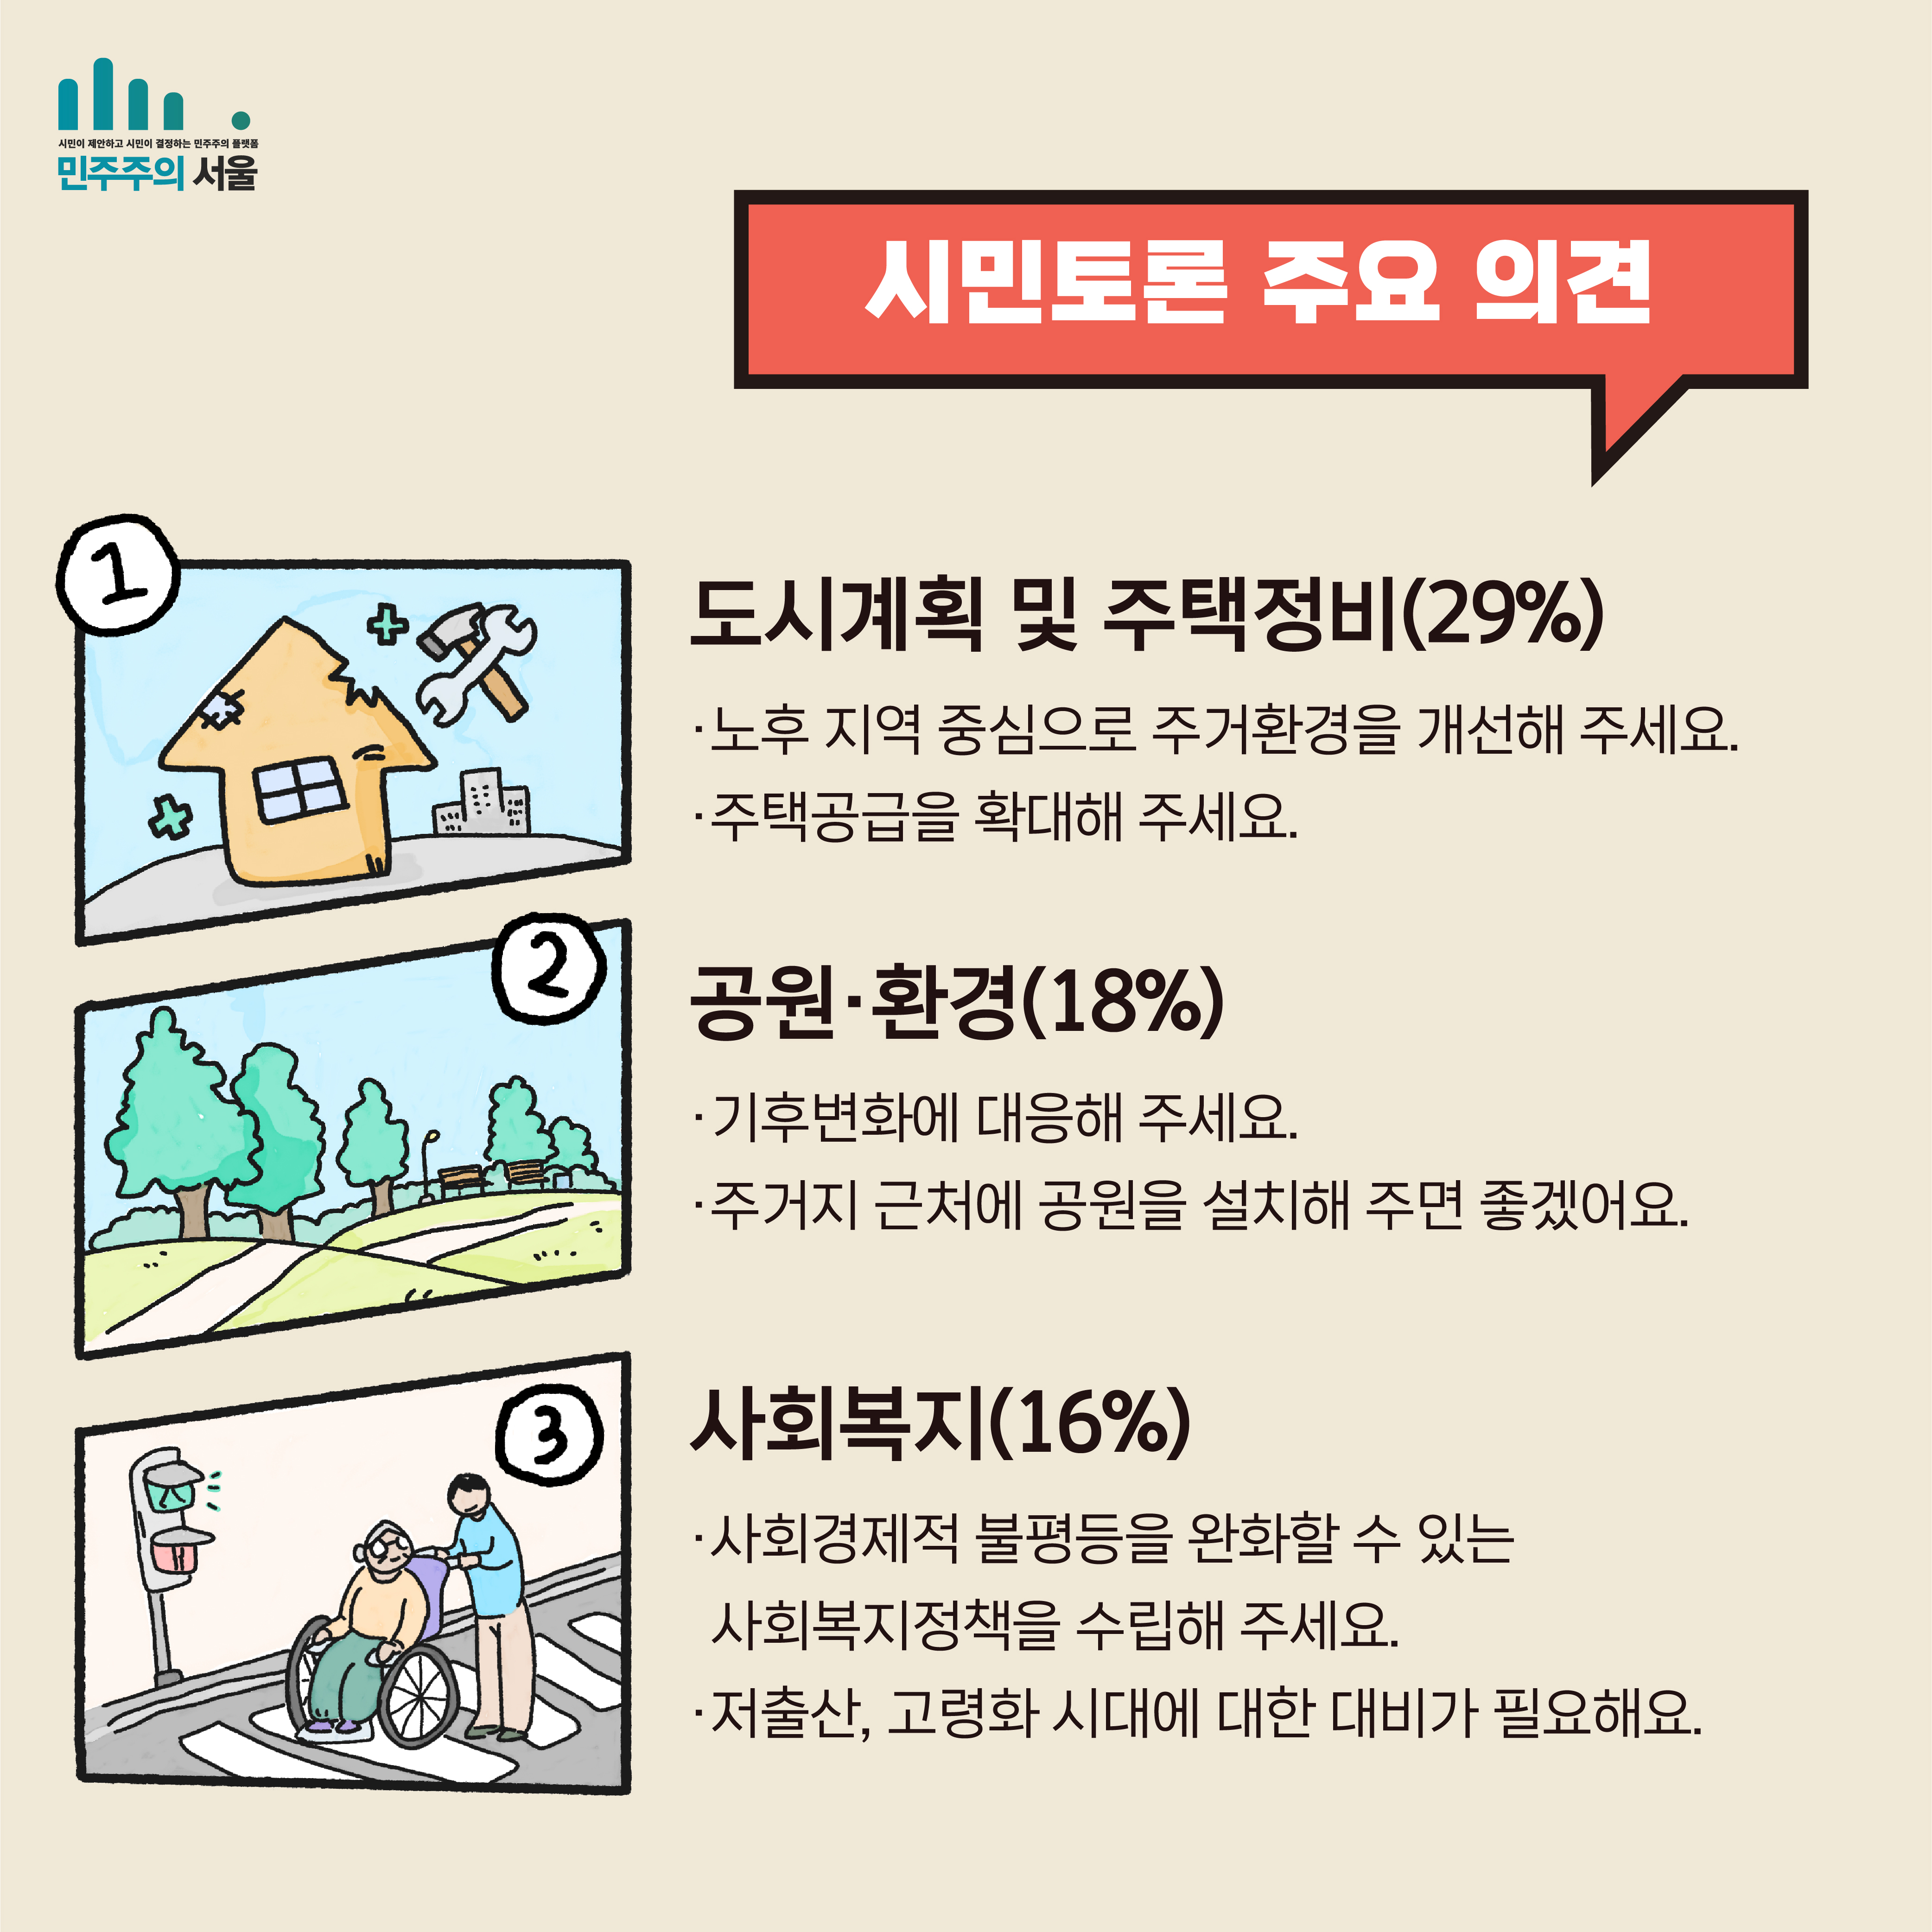 시민이 제안하고 시민이 결정하는 민주주의 플랫폼
민주주의 서울
시민토론 주요 의견
1
도시계획 및 주택정비(29%)
·노후 지역 중심으로 주거환경을 개선해 주세요.
·주택공급을 확대해 주세요.
2
공원·환경(18%)
·기후변화에 대응해 주세요.
·주거지 근처에 공원을 설치해 주면 좋겠어요.
3
사회복지(16%)
·사회경제적 불평등을 완화할 수 있는
사회복지정책을 수립해 주세요.
·저출산, 고령화 시대에 대한 대비가 필요해요.